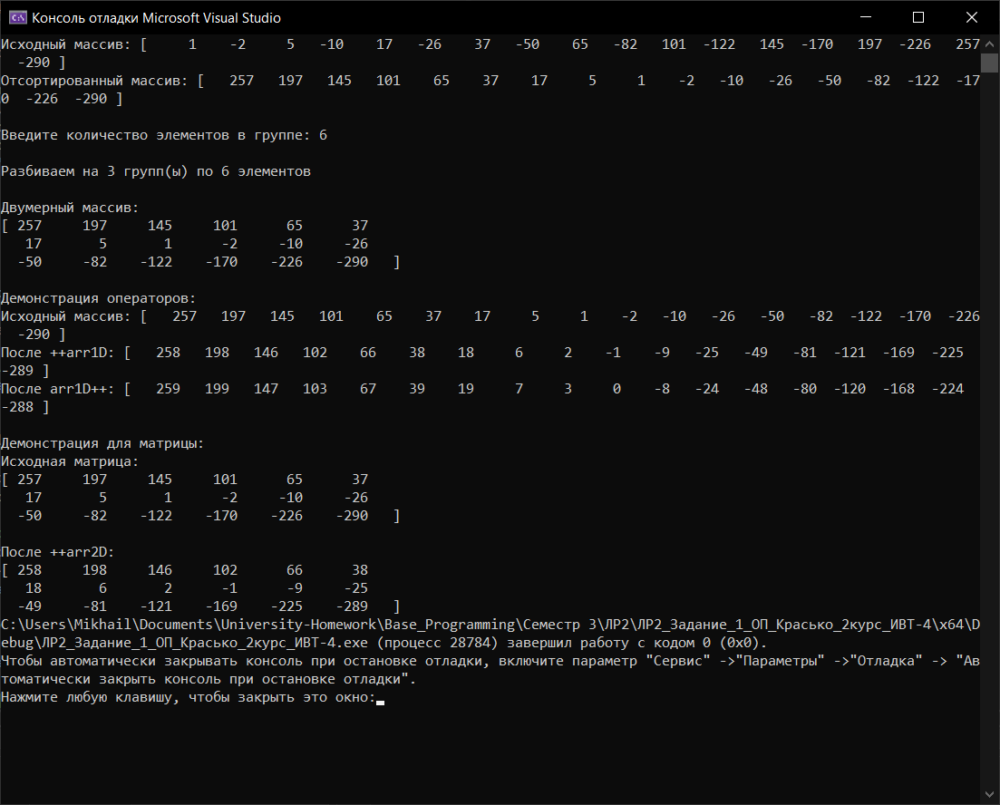 Консоль отладки Microsoft Visual Studio
Исходный массив: [     1    -2     5   -10    17   -26    37   -50    65   -82   101  -122   145  -170   197  -226   257
  -290 ]
Отсортированный массив: [   257   197   145   101    65    37    17     5     1    -2   -10   -26   -50   -82  -122  -17
0  -226  -290 ]
Введите количество элементов в группе: 6
Разбиваем на 3 групп(ы) по 6 элементов
Двумерный массив:
[ 257     197     145     101      65      37
   17       5       1      -2     -10     -26
  -50     -82    -122    -170    -226    -290   ]
Демонстрация операторов:
Исходный массив: [   257   197   145   101    65    37    17     5     1    -2   -10   -26   -50   -82  -122  -170  -226
  -290 ]
После ++arr1D: [   258   198   146   102    66    38    18     6     2    -1    -9   -25   -49   -81  -121  -169  -225
-289 ]
После arr1D++: [   259   199   147   103    67    39    19     7     3     0    -8   -24   -48   -80  -120  -168  -224
-288 ]
Демонстрация для матрицы:
Исходная матрица:
[ 257     197     145     101      65      37
   17       5       1      -2     -10     -26
  -50     -82    -122    -170    -226    -290   ]
После ++arr2D:
[ 258     198     146     102      66      38
   18       6       2      -1      -9     -25
  -49     -81    -121    -169    -225    -289   ]
C:\Users\Mikhail\Documents\University-Homework\Base_Programming\Семестр 3\ЛР2\ЛР2_Задание_1_ОП_Красько_2курс_ИВТ-4\x64\D
ebug\ЛР2_Задание_1_ОП_Красько_2курс_ИВТ-4.exe (процесс 28784) завершил работу с кодом 0 (0x0).
Чтобы автоматически закрывать консоль при остановке отладки, включите параметр "Сервис" ->"Параметры" ->"Отладка" -> "Ав
томатически закрыть консоль при остановке отладки".
Нажмите любую клавишу, чтобы закрыть это окно: